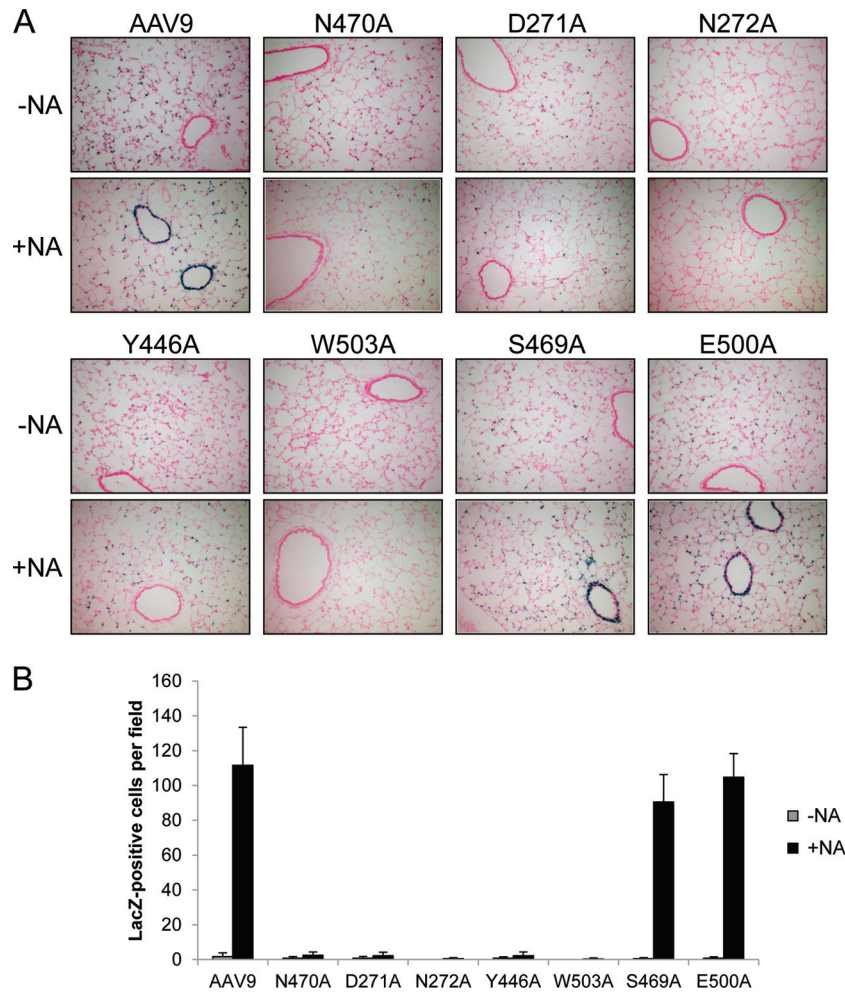 A
AAV9 N470A D271A N272A
-NA
+NA
Y446A W503A S469A E500A
-NA
+NA
B
LacZ-positive cells per field
160
140
120
100
80
60
40
20
0
AAV9 N470A D271A N272A Y446A W503A S469A E500A
-NA
+NA